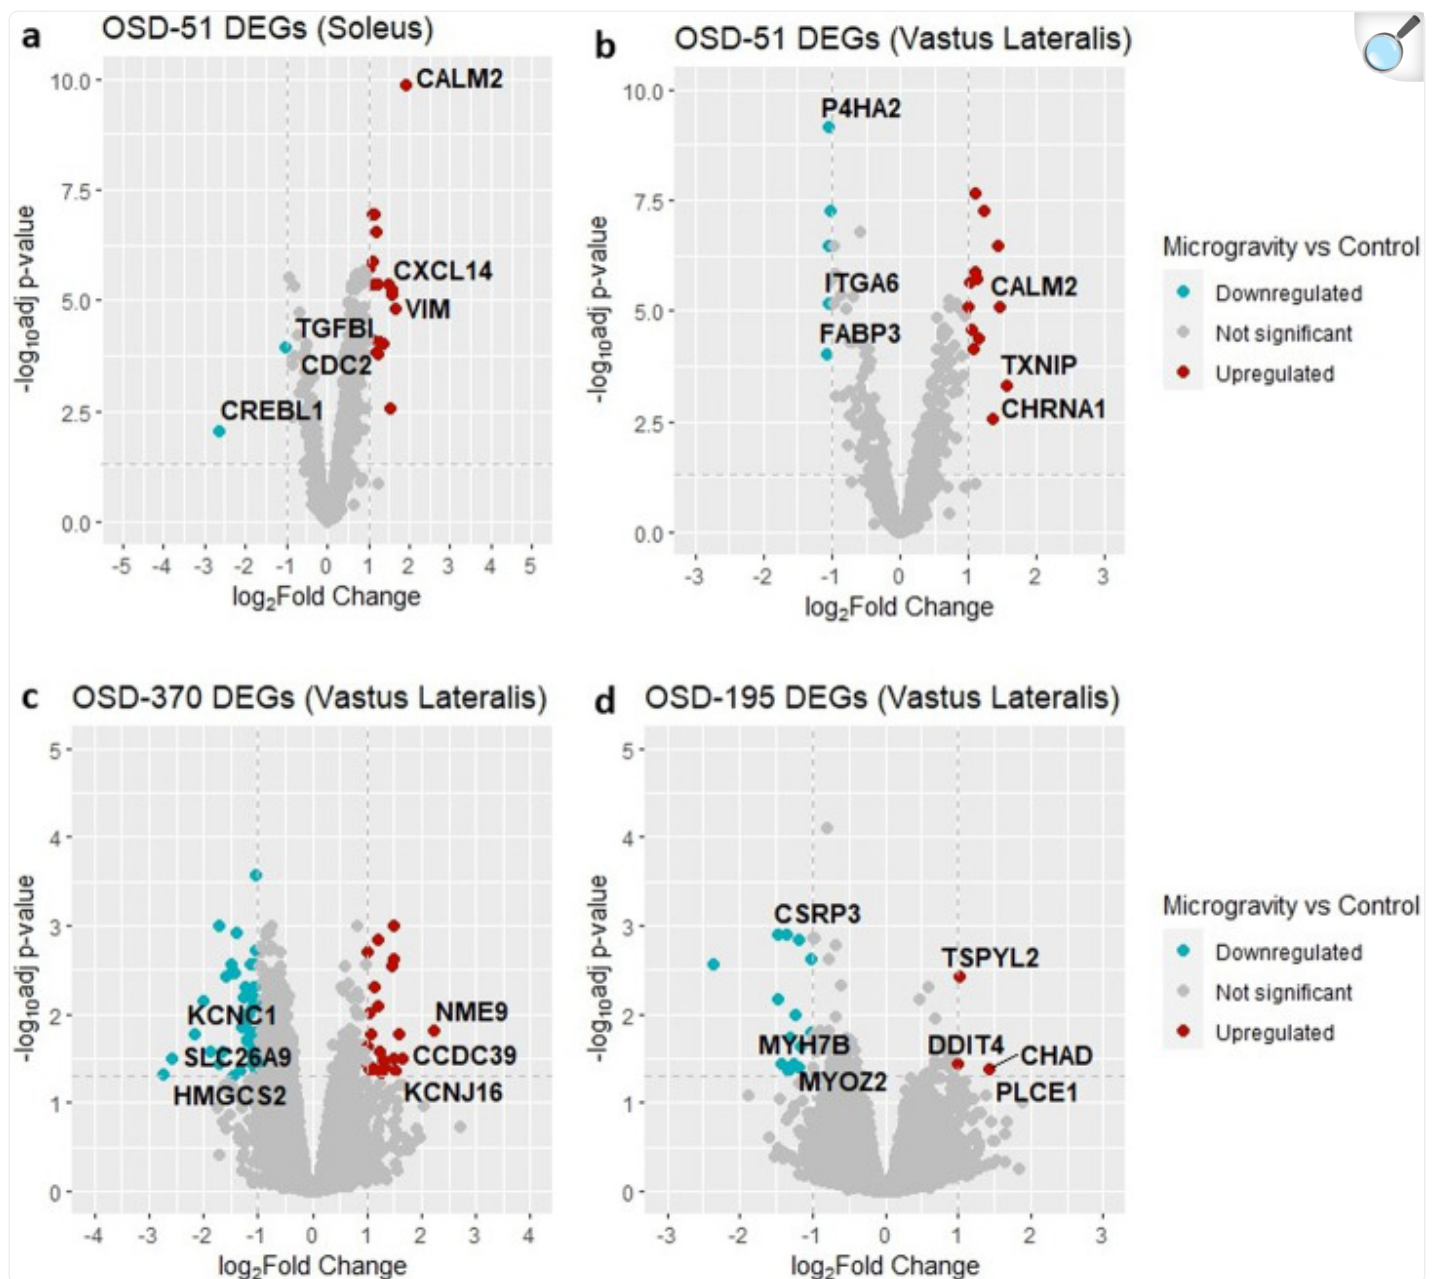 a OSD-51 DEGs (Soleus)
-log₁₀adj p-value
10.0
7.5
5.0
2.5
0.0
CALM2
CXCL14
VIM
TGFBI
CDC2
CREBL1
-5 -4 -3 -2 -1 0 1 2 3 4 5
log₂Fold Change
b OSD-51 DEGs (Vastus Lateralis)
-log₁₀adj p-value
10.0
7.5
5.0
2.5
0.0
P4HA2
ITGA6
CALM2
FABP3
TXNIP
CHRNA1
-3 -2 -1 0 1 2 3
log₂Fold Change
Microgravity vs Control
Downregulated
Not significant
Upregulated
c OSD-370 DEGs (Vastus Lateralis)
-log₁₀adj p-value
5
4
3
2
1
0
KCNC1
NME9
SLC26A9
CCDC39
HMGCS2
KCNJ16
-4 -3 -2 -1 0 1 2 3 4
log₂Fold Change
d OSD-195 DEGs (Vastus Lateralis)
-log₁₀adj p-value
5
4
3
2
1
0
CSRP3
TSPYL2
MYH7B
DDIT4
CHAD
MYOZ2
PLCE1
-3 -2 -1 0 1 2 3
log₂Fold Change
Microgravity vs Control
Downregulated
Not significant
Upregulated